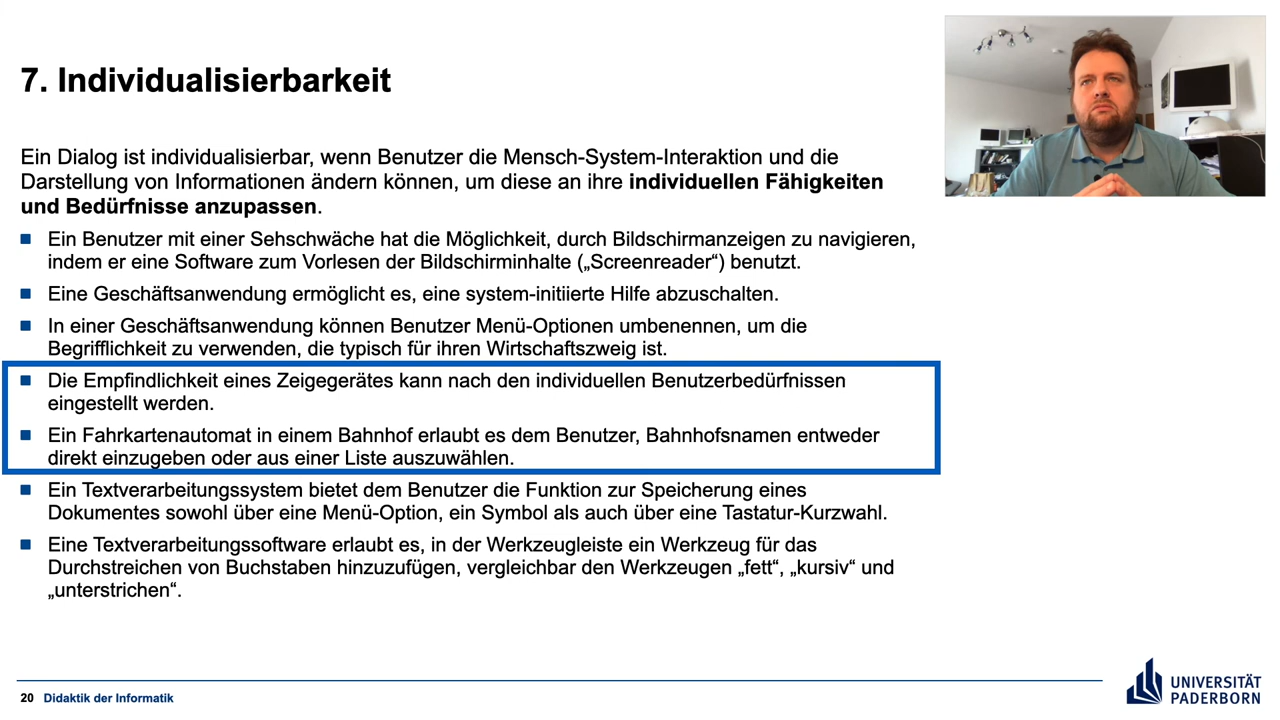 7. Individualisierbarkeit
Ein Dialog ist individualisierbar, wenn Benutzer die Mensch-System-Interaktion und die
Darstellung von Informationen ändern können, um diese an ihre individuellen Fähigkeiten
und Bedürfnisse anzupassen.
Ein Benutzer mit einer Sehschwäche hat die Möglichkeit, durch Bildschirmanzeigen zu navigieren,
indem er eine Software zum Vorlesen der Bildschirminhalte („Screenreader“) benutzt.
Eine Geschäftsanwendung ermöglicht es, eine system-initiierte Hilfe abzuschalten.
In einer Geschäftsanwendung können Benutzer Menü-Optionen umbenennen, um die
Begrifflichkeit zu verwenden, die typisch für ihren Wirtschaftszweig ist.
Die Empfindlichkeit eines Zeigegerätes kann nach den individuellen Benutzerbedürfnissen
eingestellt werden.
Ein Fahrkartenautomat in einem Bahnhof erlaubt es dem Benutzer, Bahnhofsnamen entweder
direkt einzugeben oder aus einer Liste auszuwählen.
Ein Textverarbeitungssystem bietet dem Benutzer die Funktion zur Speicherung eines
Dokumentes sowohl über eine Menü-Option, ein Symbol als auch über eine Tastatur-Kurzwahl.
Eine Textverarbeitungssoftware erlaubt es, in der Werkzeugleiste ein Werkzeug für das
Durchstreichen von Buchstaben hinzuzufügen, vergleichbar den Werkzeugen „fett“, „kursiv“ und
„unterstrichen“.
20 Didaktik der Informatik
UNIVERSITÄT
PADERBORN